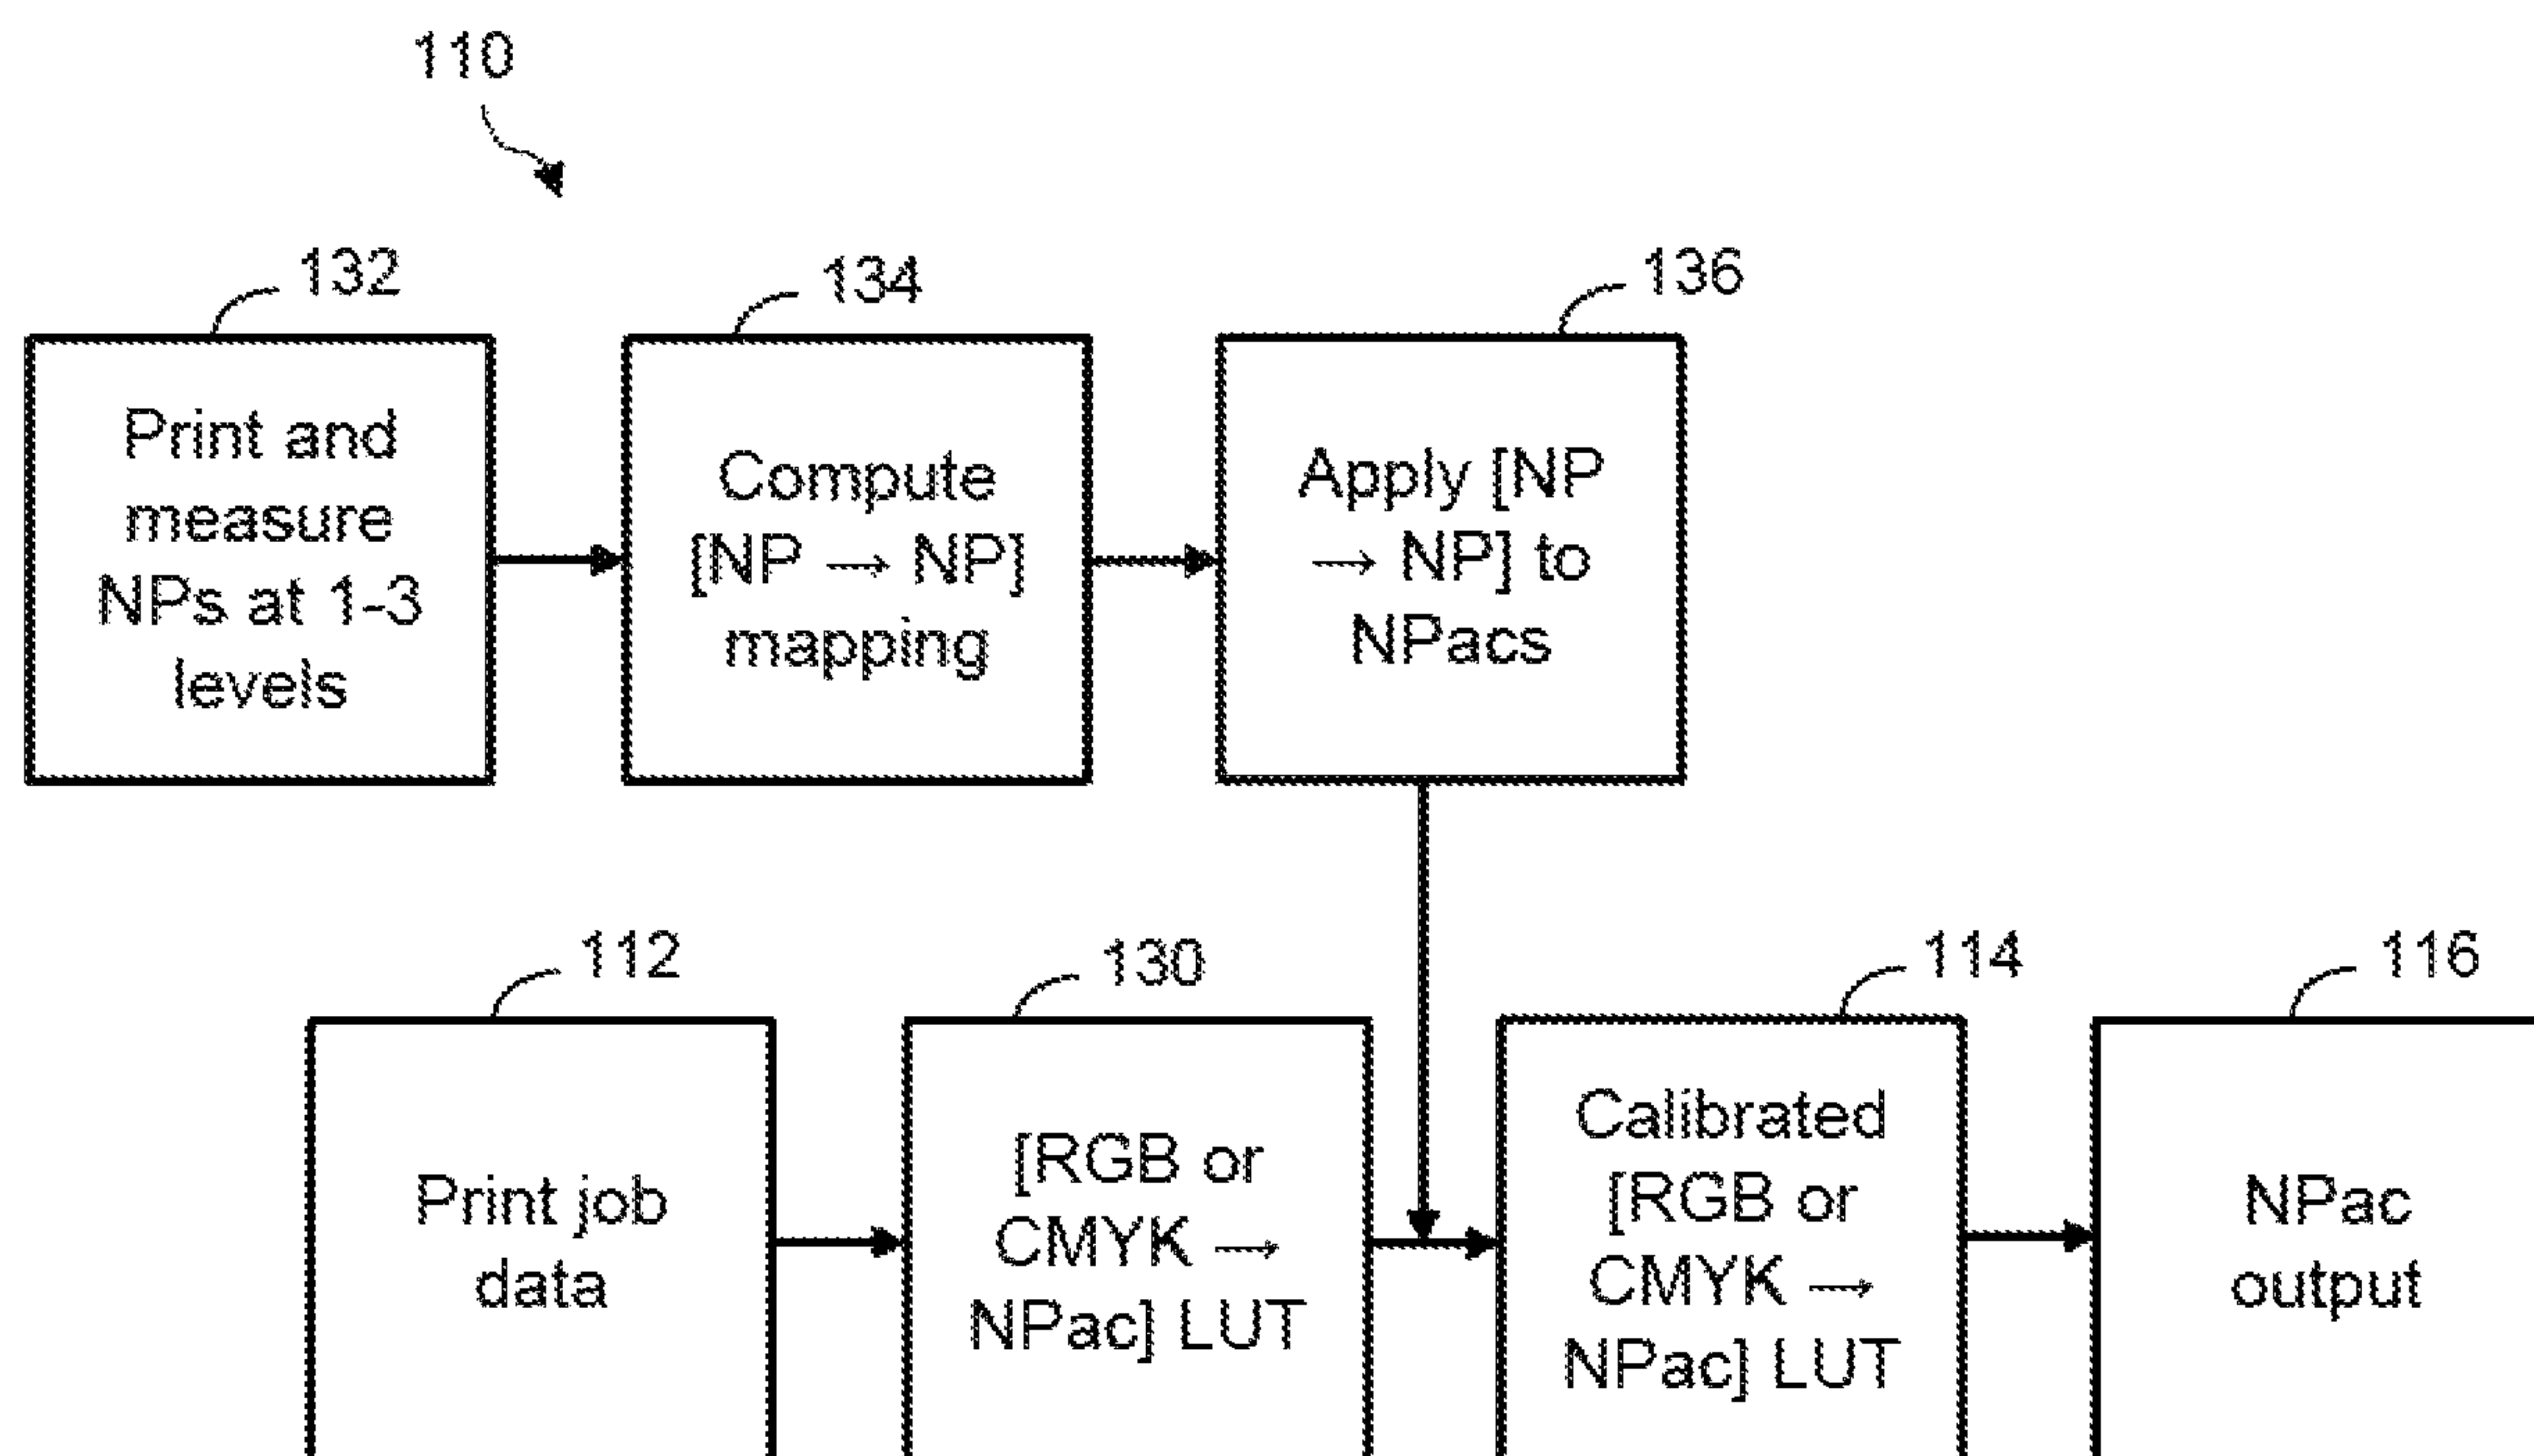 110
132
134
136
Print and
measure
NPs at 1-3
levels
Compute
[NP → NP]
mapping
Apply [NP
→ NP] to
NPacs
112
130
114
116
Print job
data
[RGB or
CMYK →
NPac] LUT
Calibrated
[RGB or
CMYK →
NPac] LUT
NPac
output